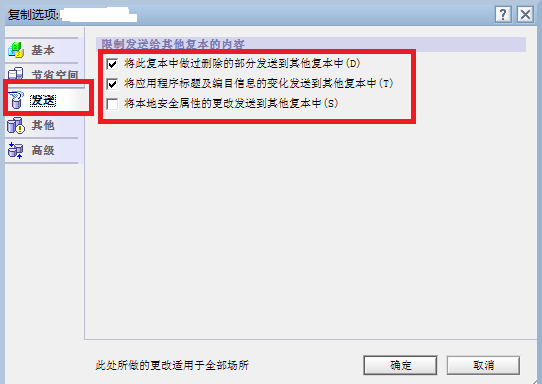 复制选项:
基本
节省空间
发送
其他
高级
限制发送给其他复本的内容
将此复本中做过删除的部分发送到其他复本中(D)
将应用程序标题及编目信息的变化发送到其他复本中(T)
将本地安全属性的更改发送到其他复本中(S)
此处所做的更改适用于全部场所
确定
取消